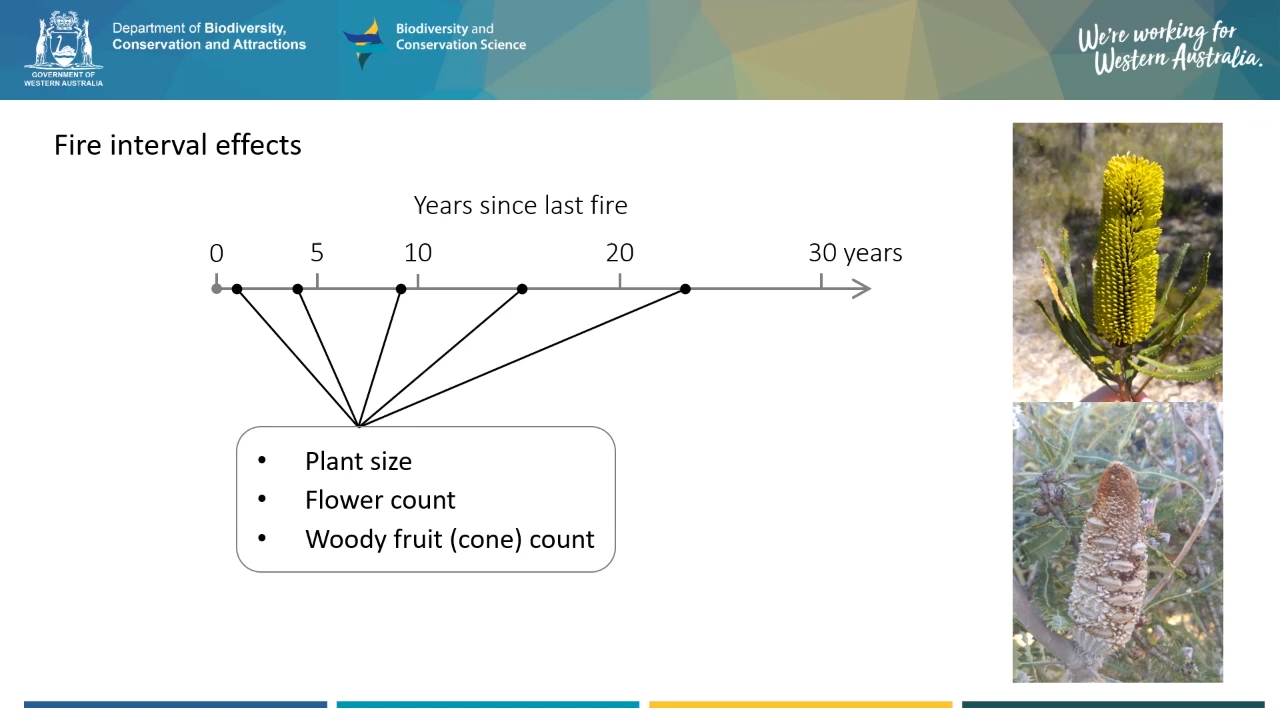 GOVERNMENT OF
WESTERN AUSTRALIA
Department of Biodiversity,
Conservation and Attractions
Biodiversity and
Conservation Science
We're working for
Western Australia.
Fire interval effects
Years since last fire
0 5 10 20 30 years
• Plant size
• Flower count
• Woody fruit (cone) count